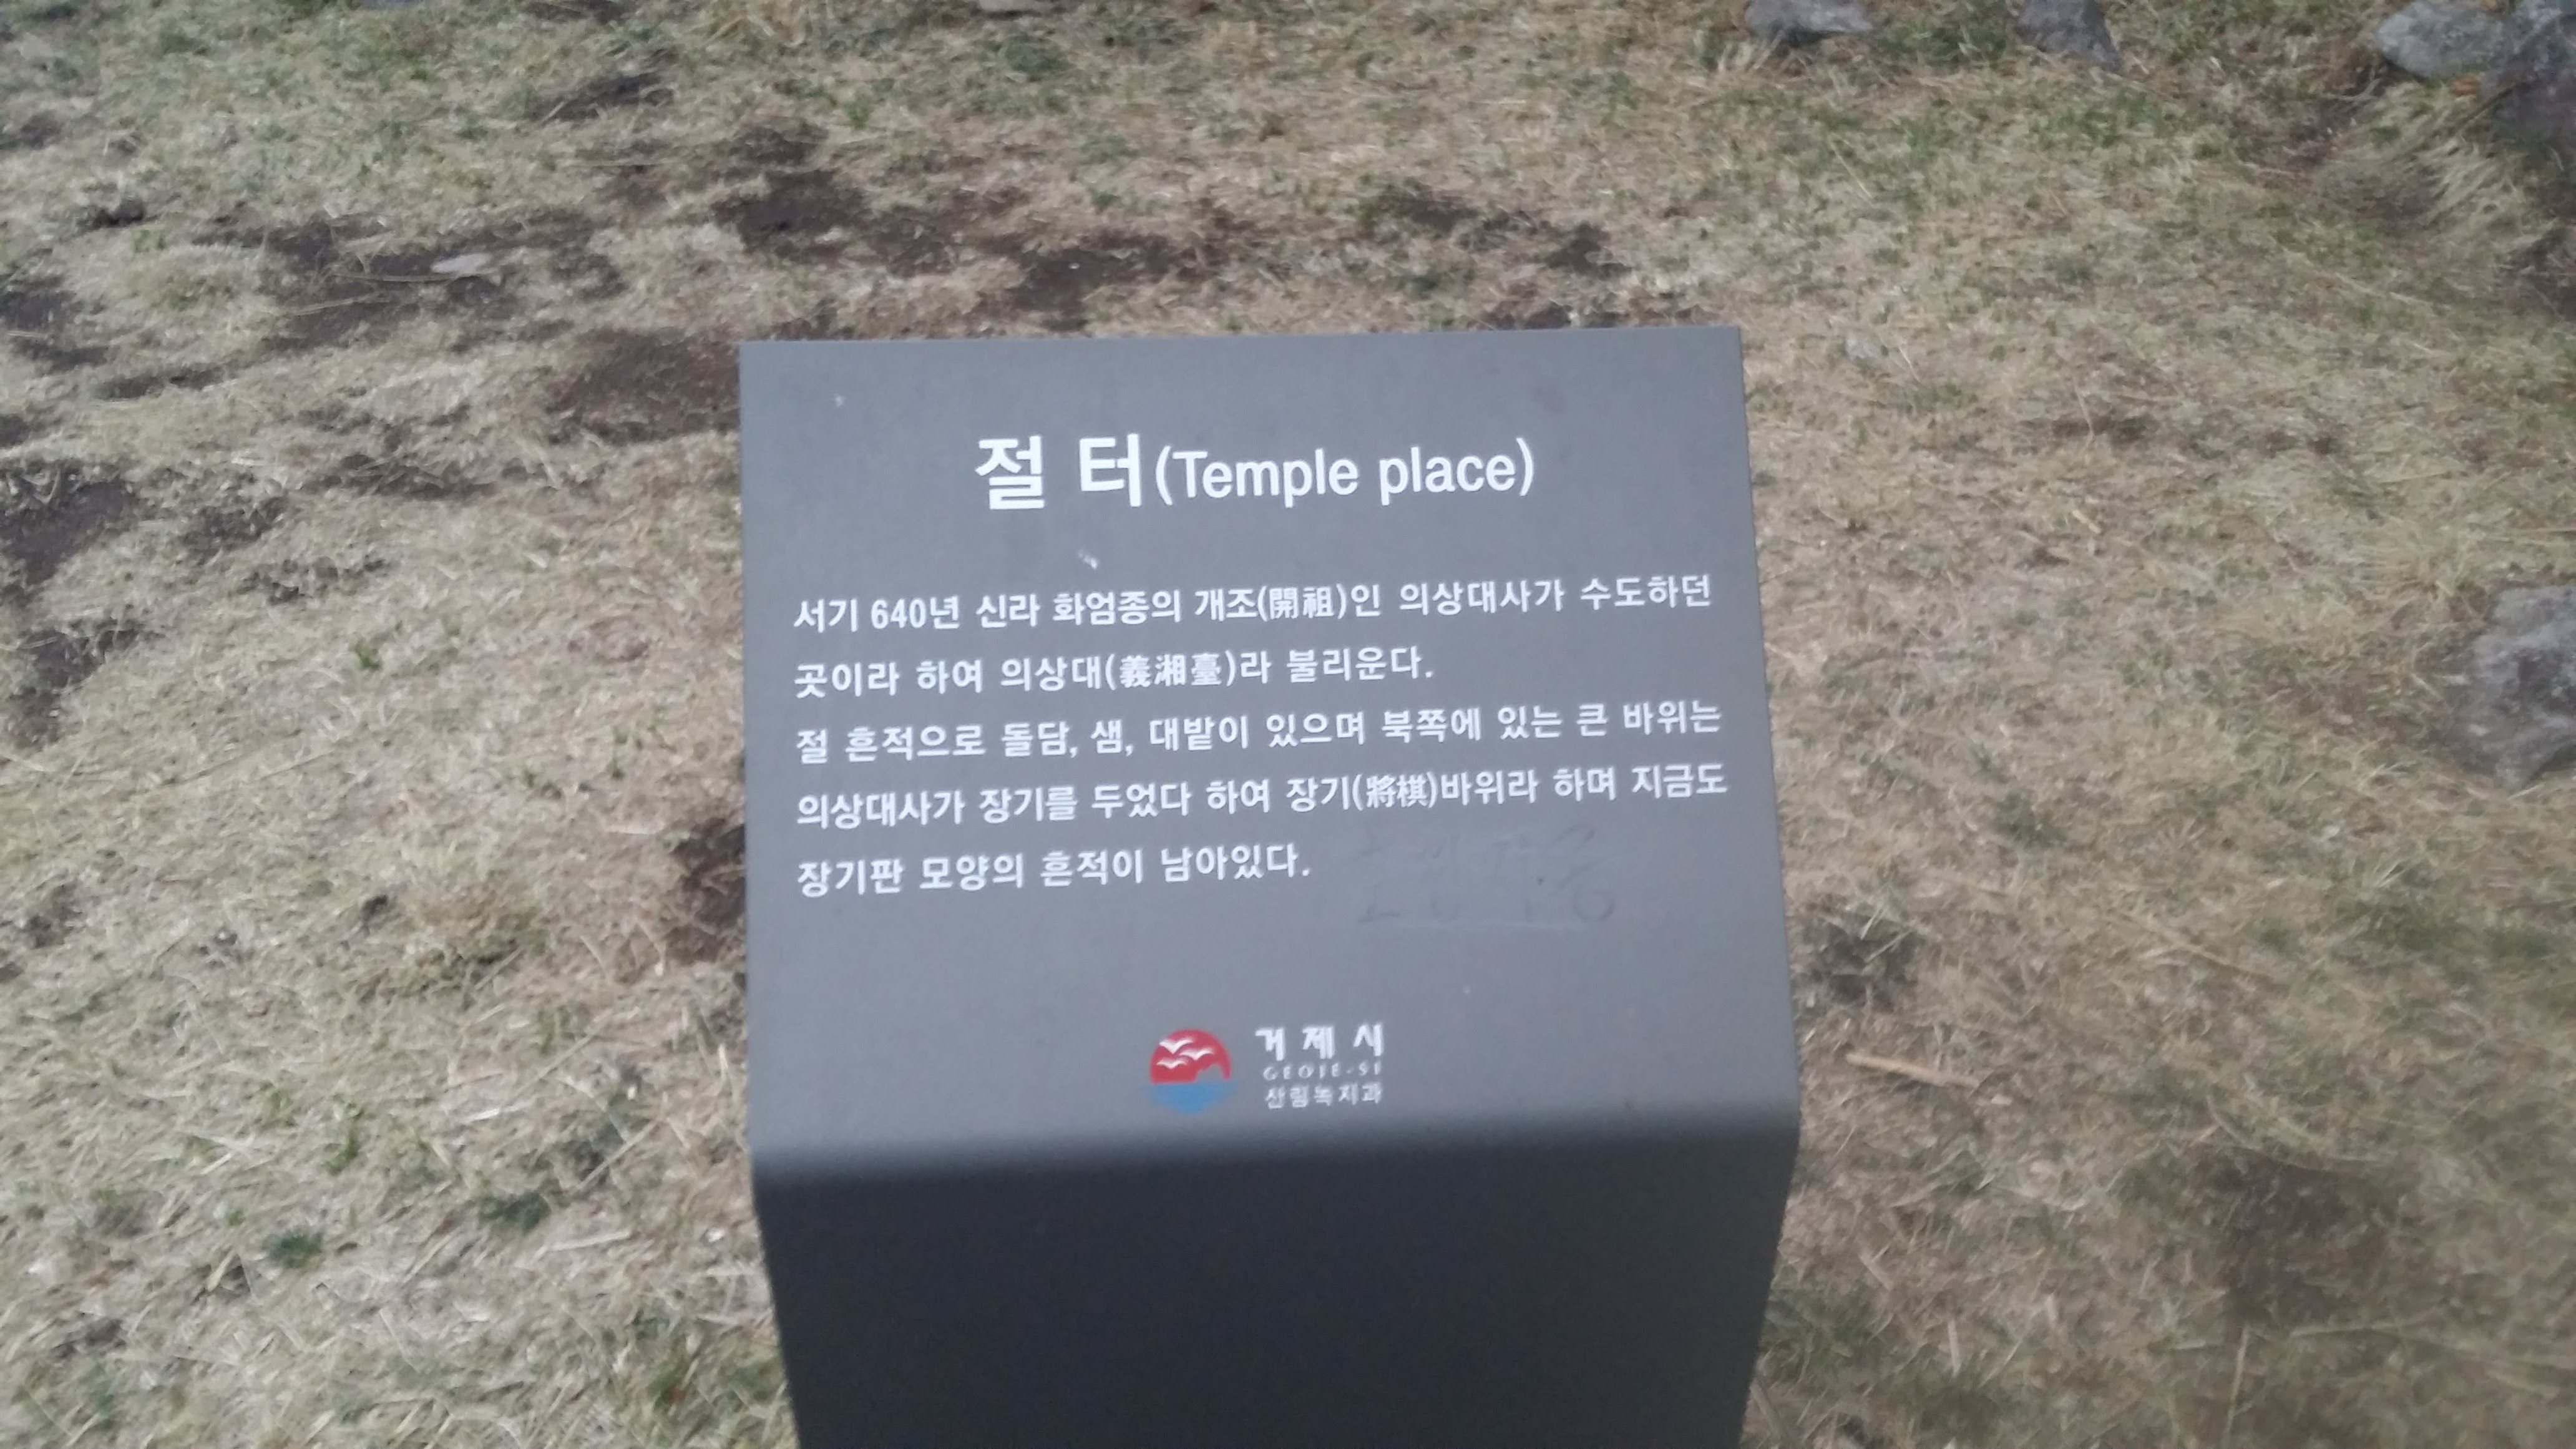 절 터(Temple place)
서기 640년 신라 화엄종의 개조(開祖)인 의상대사가 수도하던
곳이라 하여 의상대(義湘臺)라 불리운다.
절 흔적으로 돌담, 샘, 대밭이 있으며 북쪽에 있는 큰 바위는
의상대사가 장기를 두었다 하여 장기(將棋)바위라 하며 지금도
장기판 모양의 흔적이 남아있다.
거제시
GEOJE-SI
산림녹지과